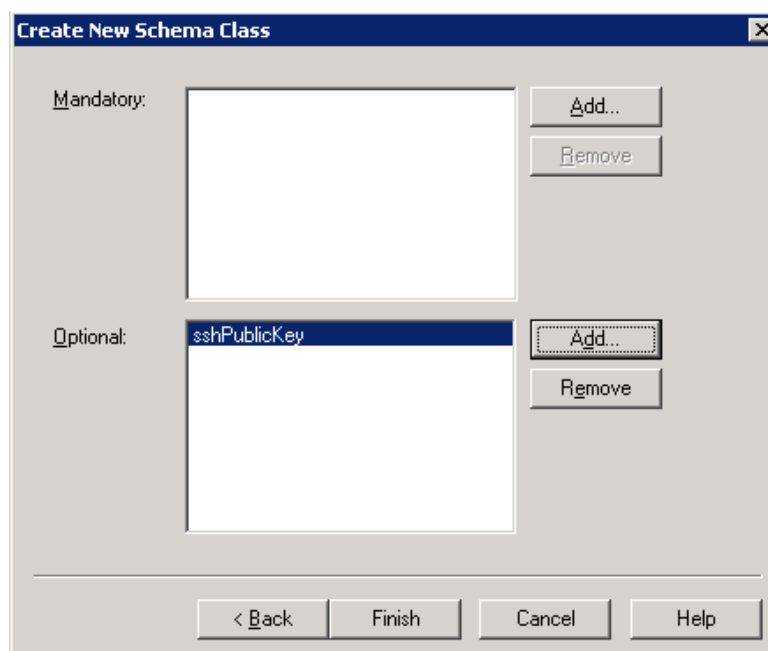 Create New Schema Class
Mandatory:
Add...
Remove
Optional:
sshPublicKey
Add...
Remove
< Back
Finish
Cancel
Help